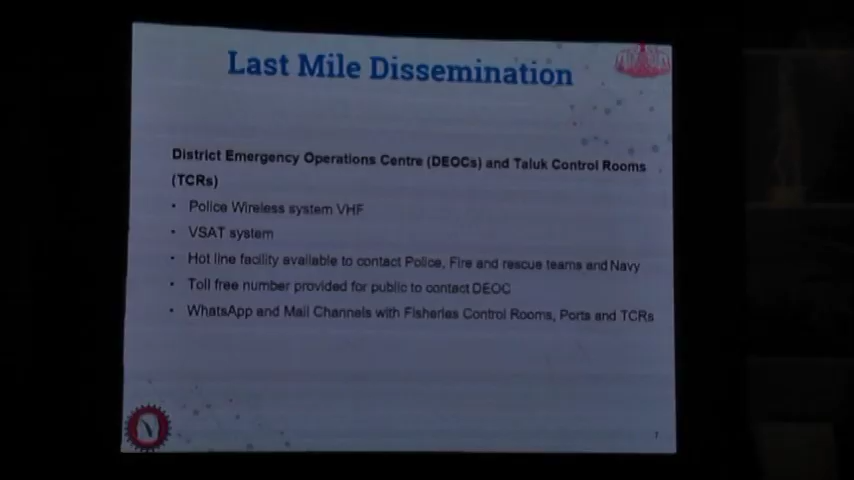 Last Mile Dissemination
District Emergency Operations Centre (DEOCs) and Taluk Control Rooms
(TCRs)
• Police Wireless system VHF
• VSAT system
• Hot line facility available to contact Police, Fire and rescue teams and Navy
• Toll free number provided for public to contact DEOC
• WhatsApp and Mail Channels with Fisheries Control Rooms, Ports and TCRs
7